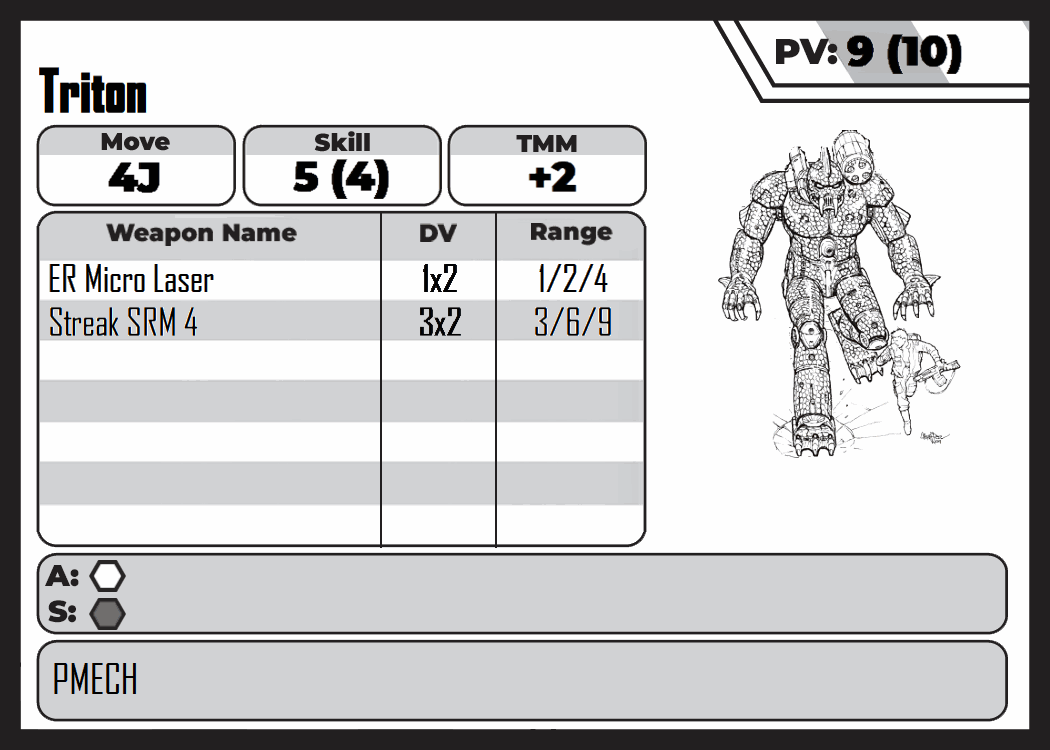 PV: 9 (10)
Triton
Move Skill TMM
4J 5 (4) +2
Weapon Name DV Range
ER Micro Laser 1x2 1/2/4
Streak SRM 4 3x2 3/6/9
A:
S:
PMECH